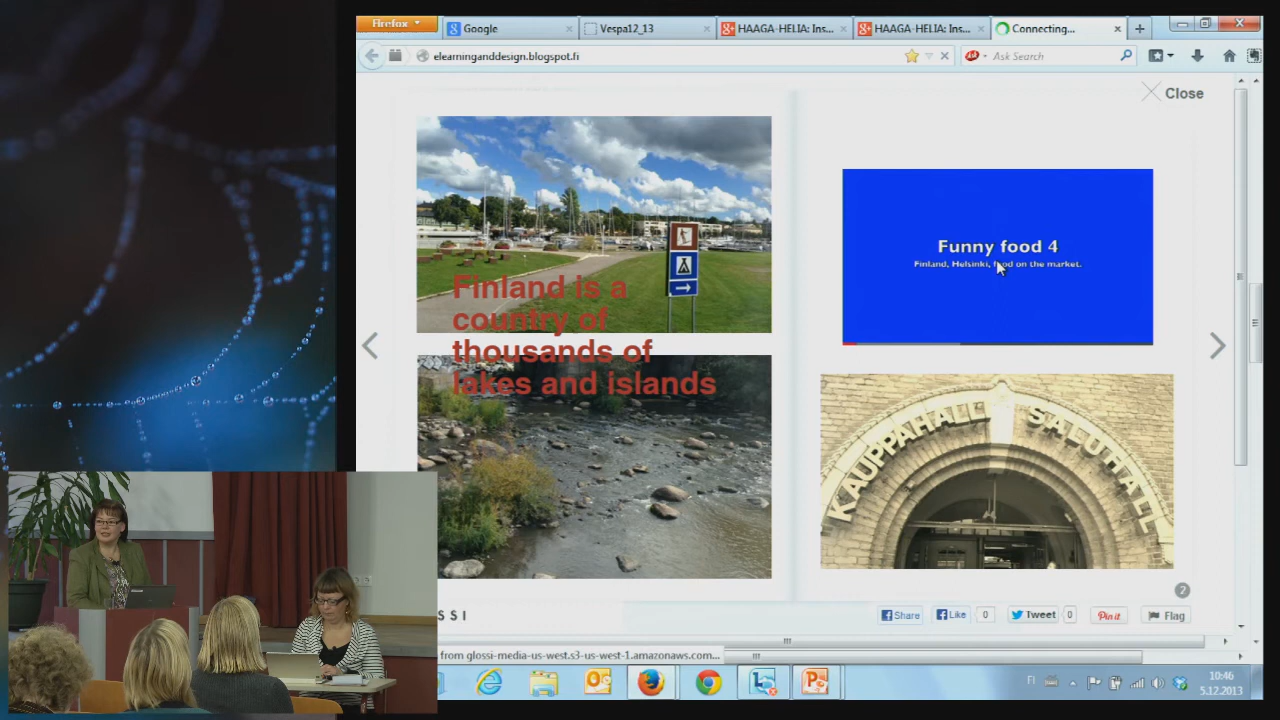 Firefox
Google
Vespa12_13
HAAGA-HELIA: Ins...
HAAGA-HELIA: Ins...
Connecting...
elearninganddesign.blogspot.fi
Ask Search
Close
Finland is a
country of
thousands of
lakes and islands
Funny food 4
Finland, Helsinki, food on the market.
KAUPPAHALLI SALUHALL
2
SSI
Share
Like
0
Tweet
0
Pin it
Flag
from glossi-media-us-west.s3-us-west-1.amazonaws.com...
FI
10:46
5.12.2013